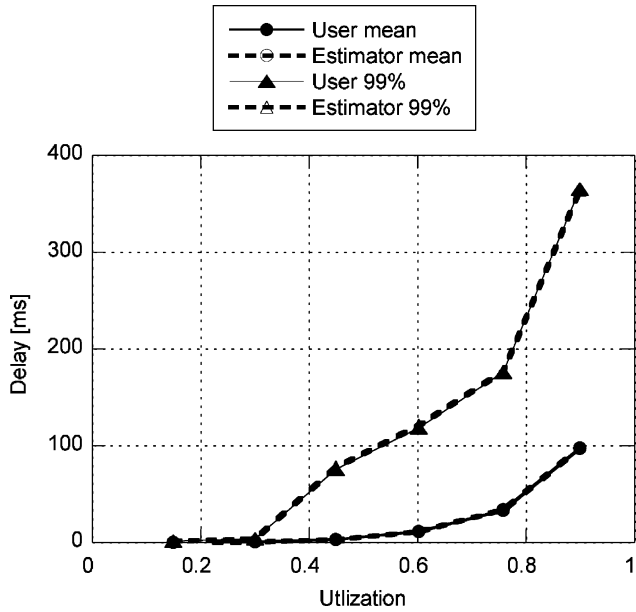 User mean
Estimator mean
User 99%
Estimator 99%
400
300
200
100
0
Delay [ms]
0 0.2 0.4 0.6 0.8 1
Utlization